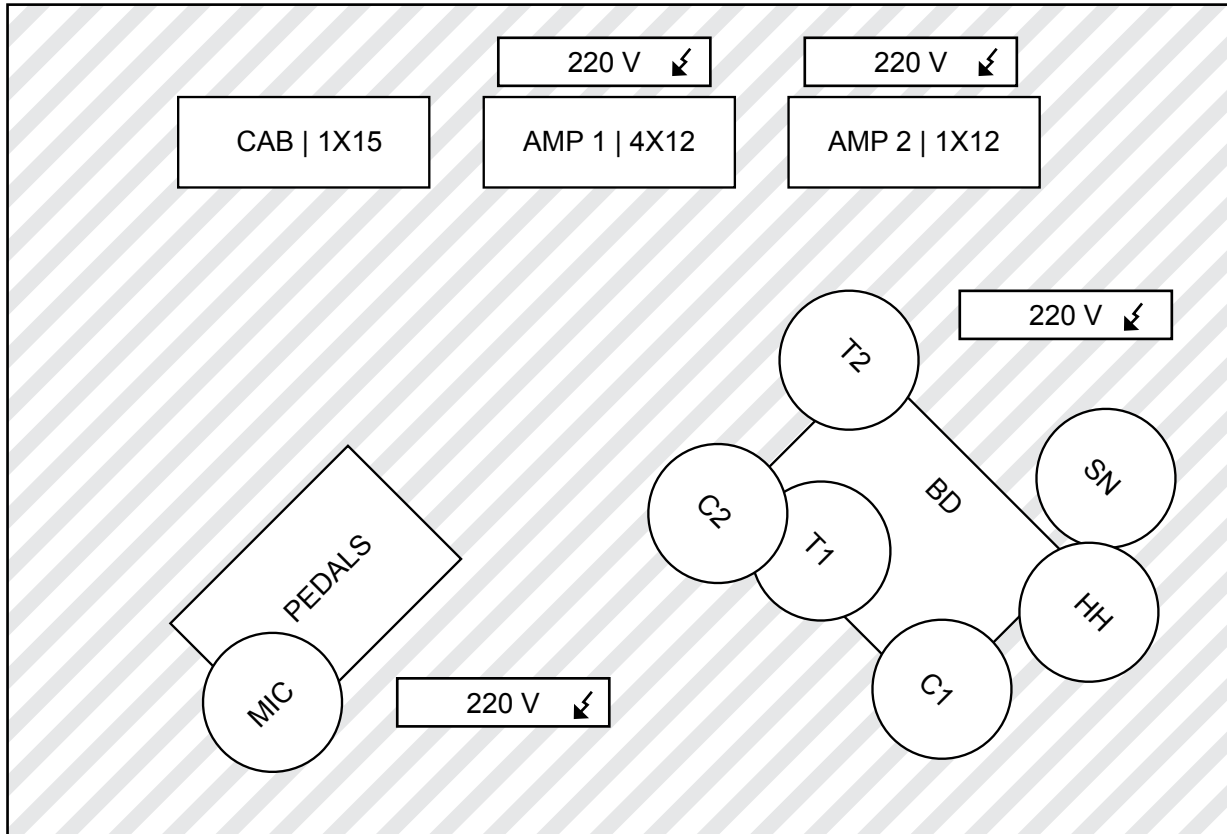 220 V
220 V
CAB | 1X15
AMP 1 | 4X12
AMP 2 | 1X12
220 V
T2
SN
BD
C2
T1
PEDALS
HH
MIC
C1
220 V